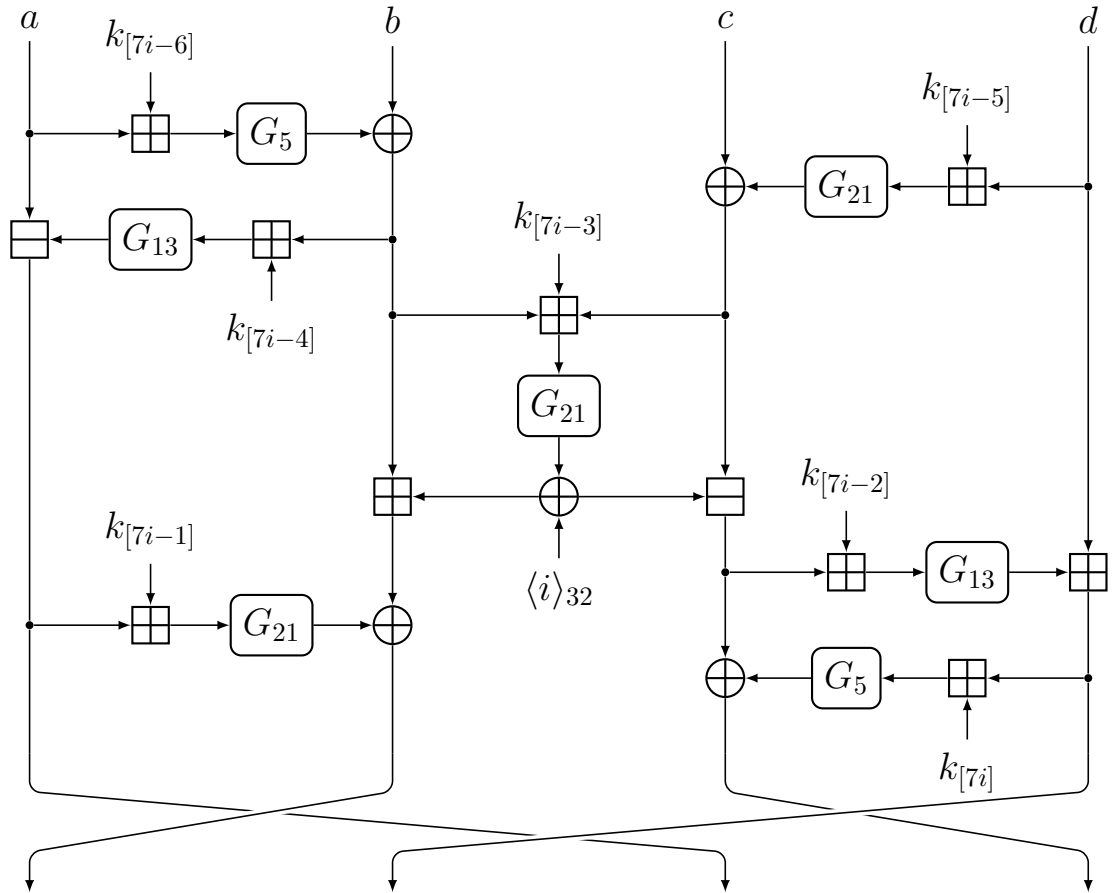 a b c d
k[7i−6]
k[7i−5]
G5
G21
k[7i−3]
G13
k[7i−4]
G21
k[7i−2]
k[7i−1]
⟨i⟩32
G13
G21
G5
k[7i]